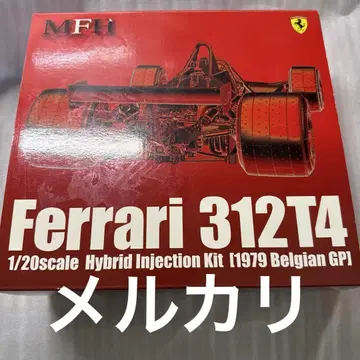 MFH
Ferrari 312T4
1/20scale Hybrid Injection Kit [1979 Belgian GP]
メルカリ